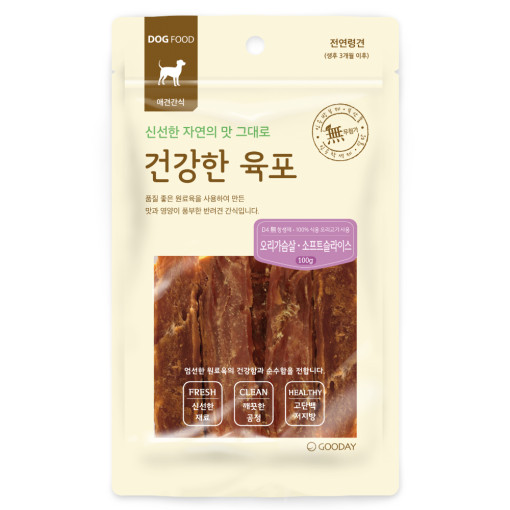 DOG FOOD
애견간식
전연령견
(생후 3개월 이후)
無
무첨가
신선한 자연의 맛 그대로
건강한 육포
품질 좋은 원료육을 사용하여 만든
맛과 영양이 풍부한 반려견 간식입니다.
오리가슴살 · 소프트슬라이스
100g
엄선한 원료육의 건강함과 순수함을 전합니다.
FRESH
신선한
재료
CLEAN
깨끗한
공정
HEALTHY
고단백
저지방
GOODAY